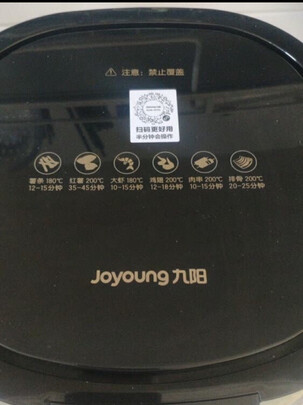 注意：禁止覆盖
扫码更好用
半分钟会操作
薯条 180℃ 红薯 200℃ 大虾 180℃ 鸡翅 200℃ 肉串 200℃ 排骨 200℃
12-15分钟 35-45分钟 10-15分钟 12-18分钟 10-15分钟 20-25分钟
Joyoung 九阳